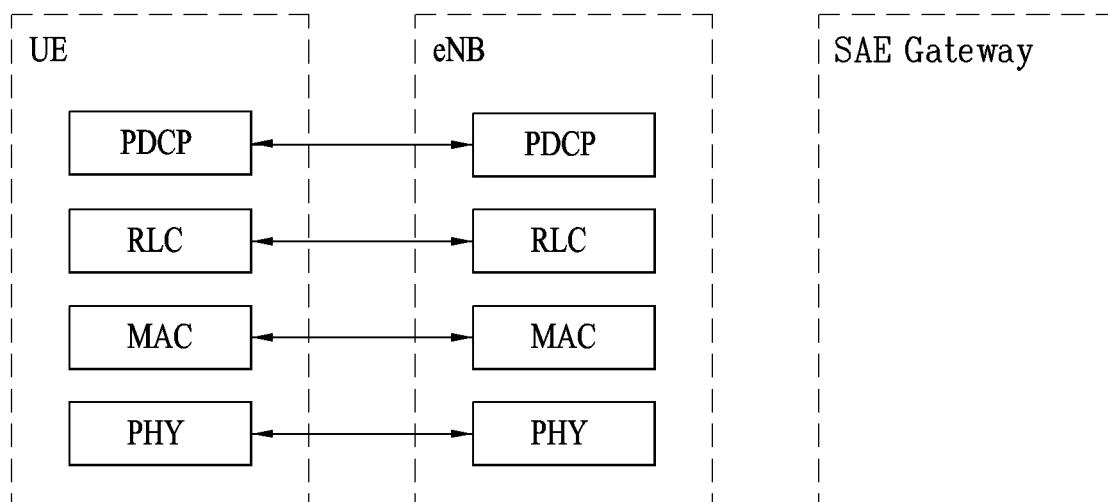 UE
eNB
SAE Gateway
PDCP
PDCP
RLC
RLC
MAC
MAC
PHY
PHY